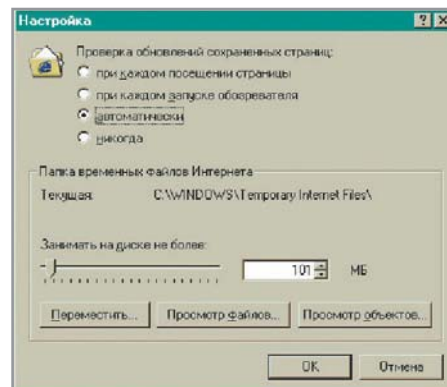 Настройка
Проверка обновлений сохраненных страниц:
при каждом посещении страницы
при каждом запуске обозревателя
автоматически
никогда
Папка временных файлов Интернета
Текущая: C:\WINDOWS\Temporary Internet Files\
Занимать на диске не более:
101 МБ
Переместить... Просмотр файлов... Просмотр объектов...
OK Отмена